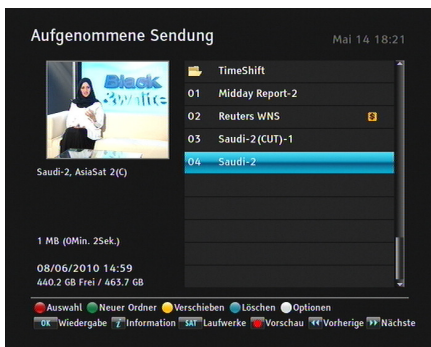 Aufgenommene Sendung
Mai 14 18:21
Black
&white
TimeShift
01 Midday Report-2
02 Reuters WNS $
03 Saudi-2(CUT)-1
04 Saudi-2
Saudi-2, AsiaSat 2(C)
1 MB (0Min. 2Sek.)
08/06/2010 14:59
440.2 GB Frei / 463.7 GB
Auswahl Neuer Ordner Verschieben Löschen Optionen
OK Wiedergabe i Information SAT Laufwerke Vorschau Vorherige Nächste